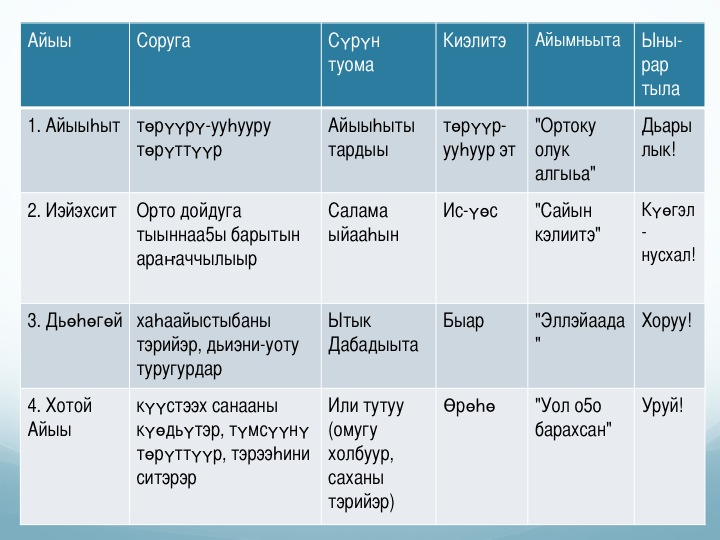 Айыы
Соруга
Сүрүн
туома
Киэлитэ
Айымньыта
Ыны-
рар
тыла
1. Айыыһыт
төрүүрү-ууһууру
төрүттүүр
Айыыһыты
тардыы
төрүүр-
ууһуур эт
"Ортоку
олук
алгыьа"
Дьары
лык!
2. Иэйэхсит
Орто дойдуга
тыыннаа5ы барытын
араҥаччылыыр
Салама
ыйааһын
Ис-үөс
"Сайын
кэлиитэ"
Күөгэл
-
нусхал!
3. Дьөһөгөй
хаһаайыстыбаны
тэрийэр, дьиэни-уоту
туругурдар
Ытык
Дабадыыта
Быар
"Эллэйаада
"
Хоруу!
4. Хотой
Айыы
күүстээх санааны
күөдьүтэр, түмсүүнү
төрүттүүр, тэрээһини
ситэрэр
Или тутуу
(омугу
холбуур,
саханы
тэрийэр)
Өрөһө
"Уол о5о
барахсан"
Уруй!